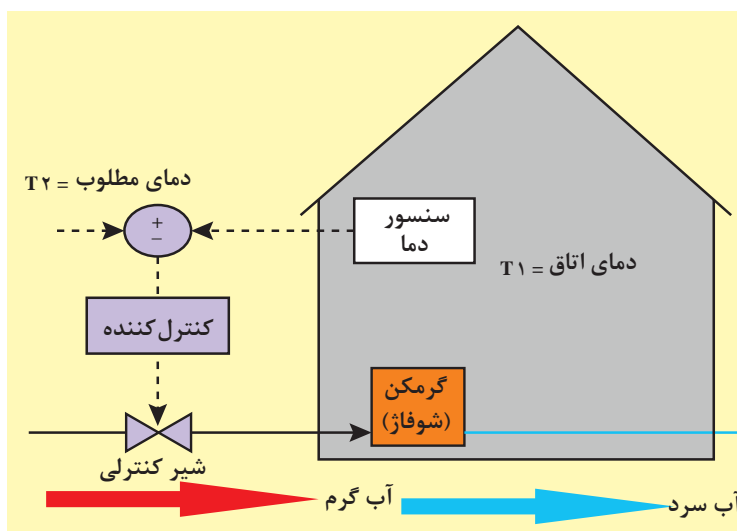 دمای مطلوب = T۲
+
−
سنسور
دما
دمای اتاق = T۱
کنترل‌کننده
گرمکن
(شوفاژ)
شیر کنترلی
آب گرم
آب سرد